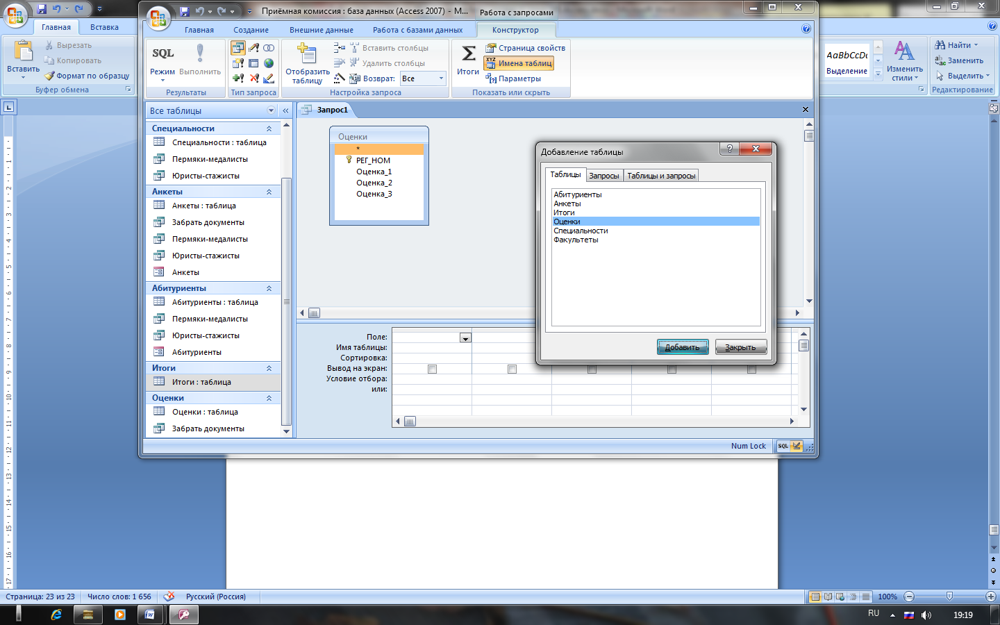 Приёмная комиссия : база данных (Access 2007) - M...
Работа с запросами
Главная
Вставка
Главная
Создание
Внешние данные
Работа с базами данных
Конструктор
Вставить
Вырезать
Копировать
Формат по образцу
Буфер обмена
SQL
Режим
Выполнить
Результаты
Тип запроса
Отобразить
таблицу
Вставить столбцы
Удалить столбцы
Возврат:
Все
Настройка запроса
Итоги
Страница свойств
Имена таблиц
Параметры
Показать или скрыть
АаВbСсDс
Выделение
Изменить
стили
Найти
Заменить
Выделить
Редактирование
Все таблицы
Специальности
Специальности : таблица
Пермяки-медалисты
Юристы-стажисты
Анкеты
Анкеты : таблица
Забрать документы
Пермяки-медалисты
Юристы-стажисты
Анкеты
Абитуриенты
Абитуриенты : таблица
Пермяки-медалисты
Юристы-стажисты
Абитуриенты
Итоги
Итоги : таблица
Оценки
Оценки : таблица
Забрать документы
Запрос1
Оценки
*
РЕГ_НОМ
Оценка_1
Оценка_2
Оценка_3
Добавление таблицы
Таблицы
Запросы
Таблицы и запросы
Абитуриенты
Анкеты
Итоги
Оценки
Специальности
Факультеты
Добавить
Закрыть
Поле:
Имя таблицы:
Сортировка:
Вывод на экран:
Условие отбора:
или:
Num Lock
SQL
Страница: 23 из 23
Число слов: 1 656
Русский (Россия)
100%
RU
19:19